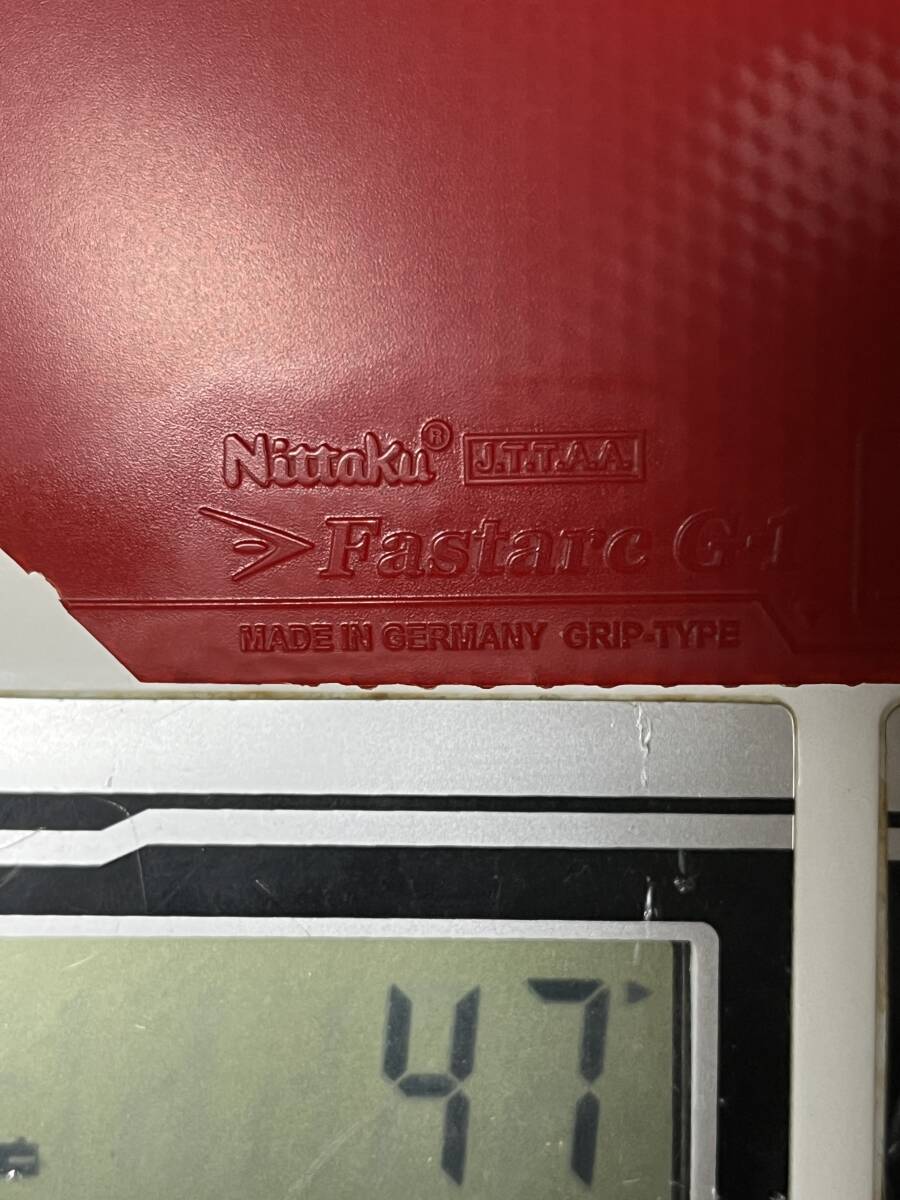 Nittaku® J.T.T.A.A.
Fastarc G-1
MADE IN GERMANY GRIP-TYPE
47